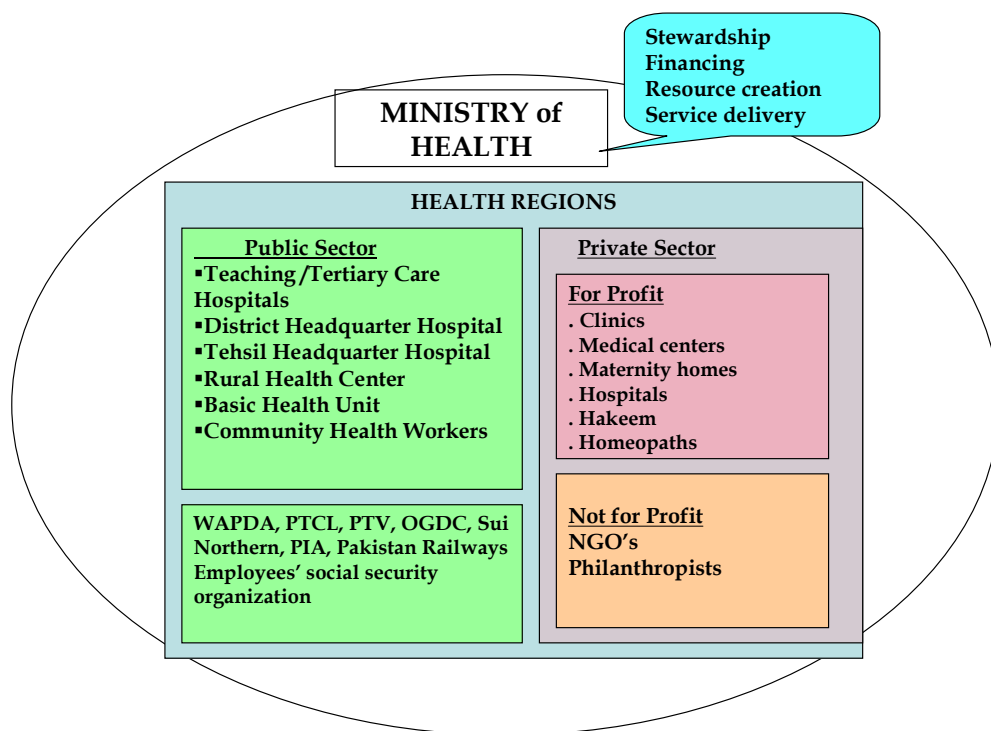 Stewardship
Financing
Resource creation
Service delivery
MINISTRY of
HEALTH
HEALTH REGIONS
Public Sector
▪Teaching/Tertiary Care
Hospitals
▪District Headquarter Hospital
▪Tehsil Headquarter Hospital
▪Rural Health Center
▪Basic Health Unit
▪Community Health Workers
WAPDA, PTCL, PTV, OGDC, Sui
Northern, PIA, Pakistan Railways
Employees’ social security
organization
Private Sector
For Profit
. Clinics
. Medical centers
. Maternity homes
. Hospitals
. Hakeem
. Homeopaths
Not for Profit
NGO’s
Philanthropists